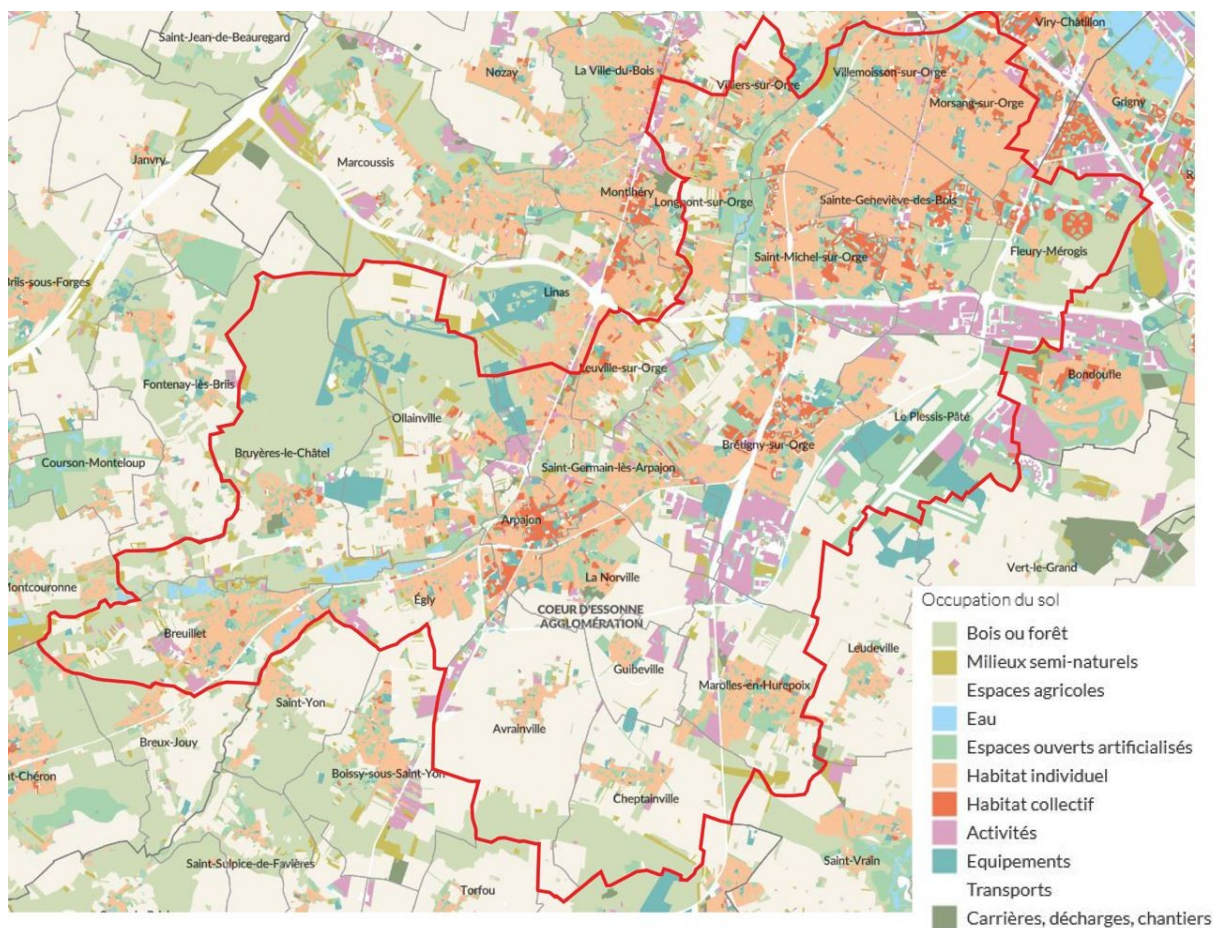 Saint-Jean-de-Beauregard
Nozay
La Ville-du-Bois
Villiers-sur-Orge
Villemoisson-sur-Orge
Viry-Châtillon
Morsang-sur-Orge
Grigny
Janvry
Marcoussis
Montlhéry
Longpont-sur-Orge
Sainte-Geneviève-des-Bois
R
Briis-sous-Forges
Linas
Saint-Michel-sur-Orge
Fleury-Mérogis
Fontenay-lès-Briis
Leuville-sur-Orge
Bondoufle
Ollainville
Le Plessis-Pâté
Courson-Monteloup
Bruyères-le-Châtel
Saint-Germain-lès-Arpajon
Brétigny-sur-Orge
Arpajon
Montcouronne
La Norville
Vert-le-Grand
Égly
COEUR D'ESSONNE
AGGLOMÉRATION
Breuillet
Guibeville
Leudeville
Marolles-en-Hurepoix
Saint-Yon
Avrainville
Breux-Jouy
nt-Chéron
Boissy-sous-Saint-Yon
Cheptainville
Saint-Sulpice-de-Favières
Torfou
Saint-Vrain
Occupation du sol
Bois ou forêt
Milieux semi-naturels
Espaces agricoles
Eau
Espaces ouverts artificialisés
Habitat individuel
Habitat collectif
Activités
Equipements
Transports
Carrières, décharges, chantiers